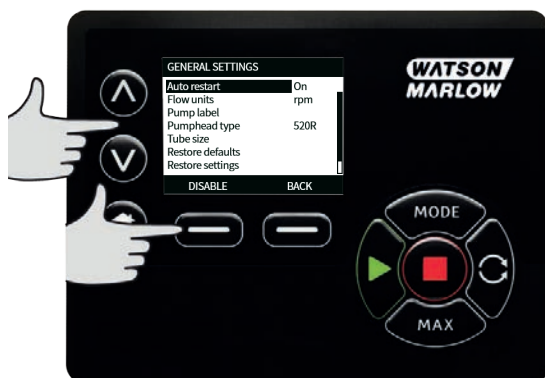 GENERAL SETTINGS
Auto restart On
Flow units rpm
Pump label
Pumphead type 520R
Tube size
Restore defaults
Restore settings
DISABLE BACK
WATSON
MARLOW
MODE
MAX